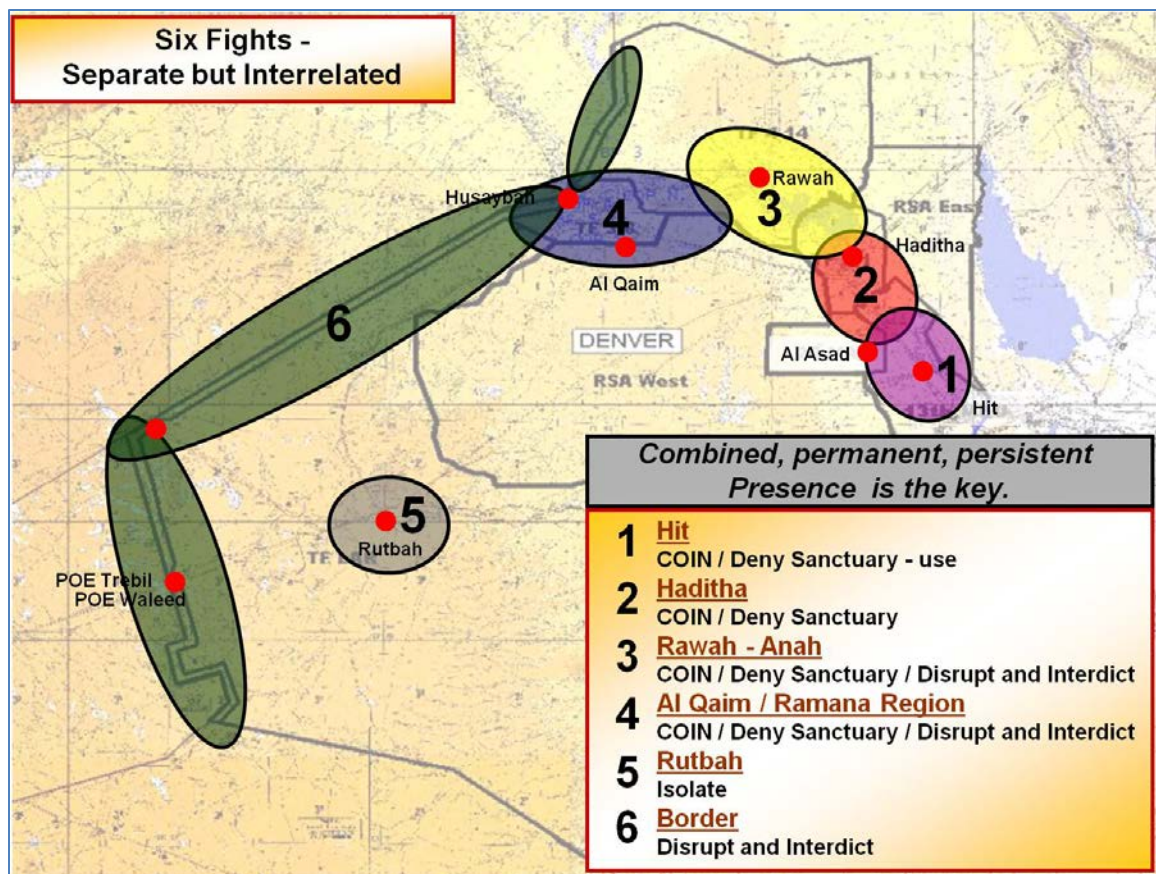 Six Fights -
Separate but Interrelated
Husaybah
4
Al Qaim
3
Rawah
RSA East
Haditha
2
6
DENVER
RSA West
Al Asad
1
Hit
5
Rutbah
POE Trebil
POE Waleed
Combined, permanent, persistent
Presence is the key.
1 Hit
COIN / Deny Sanctuary - use
2 Haditha
COIN / Deny Sanctuary
3 Rawah - Anah
COIN / Deny Sanctuary / Disrupt and Interdict
4 Al Qaim / Ramana Region
COIN / Deny Sanctuary / Disrupt and Interdict
5 Rutbah
Isolate
6 Border
Disrupt and Interdict